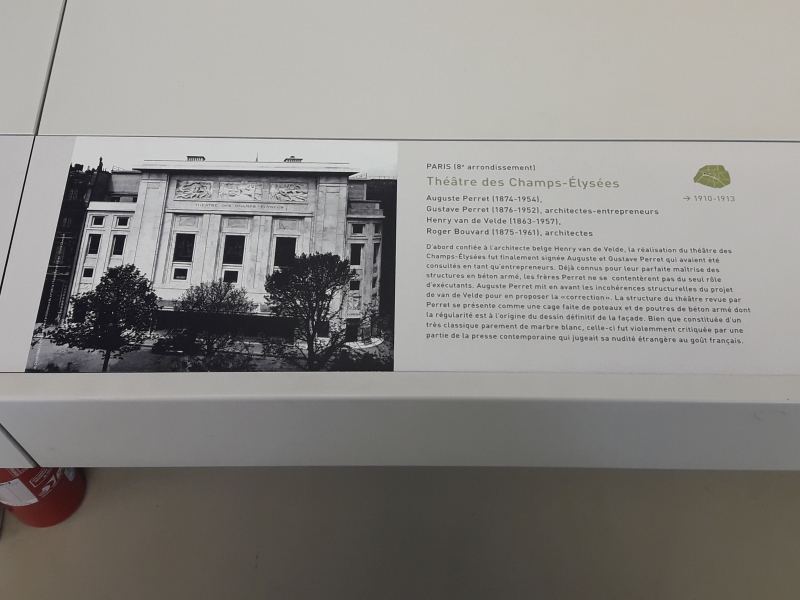 PARIS (8e arrondissement)
Théâtre des Champs-Élysées
→ 1910-1913
Auguste Perret (1874-1954),
Gustave Perret (1876-1952), architectes-entrepreneurs
Henry van de Velde (1863-1957),
Roger Bouvard (1875-1961), architectes
D'abord confiée à l'architecte belge Henry van de Velde, la réalisation du théâtre des
Champs-Élysées fut finalement signée Auguste et Gustave Perret qui avaient été
consultés en tant qu'entrepreneurs. Déjà connus pour leur parfaite maîtrise des
structures en béton armé, les frères Perret ne se contentèrent pas du seul rôle
d'exécutants. Auguste Perret mit en avant les incohérences structurelles du projet
de van de Velde pour en proposer la «correction». La structure du théâtre revue par
Perret se présente comme une cage faite de poteaux et de poutres de béton armé dont
la régularité est à l'origine du dessin définitif de la façade. Bien que constituée d'un
très classique parement de marbre blanc, celle-ci fut violemment critiquée par une
partie de la presse contemporaine qui jugeait sa nudité étrangère au goût français.
THÉATRE DES CHAMPS ÉLYSÉES